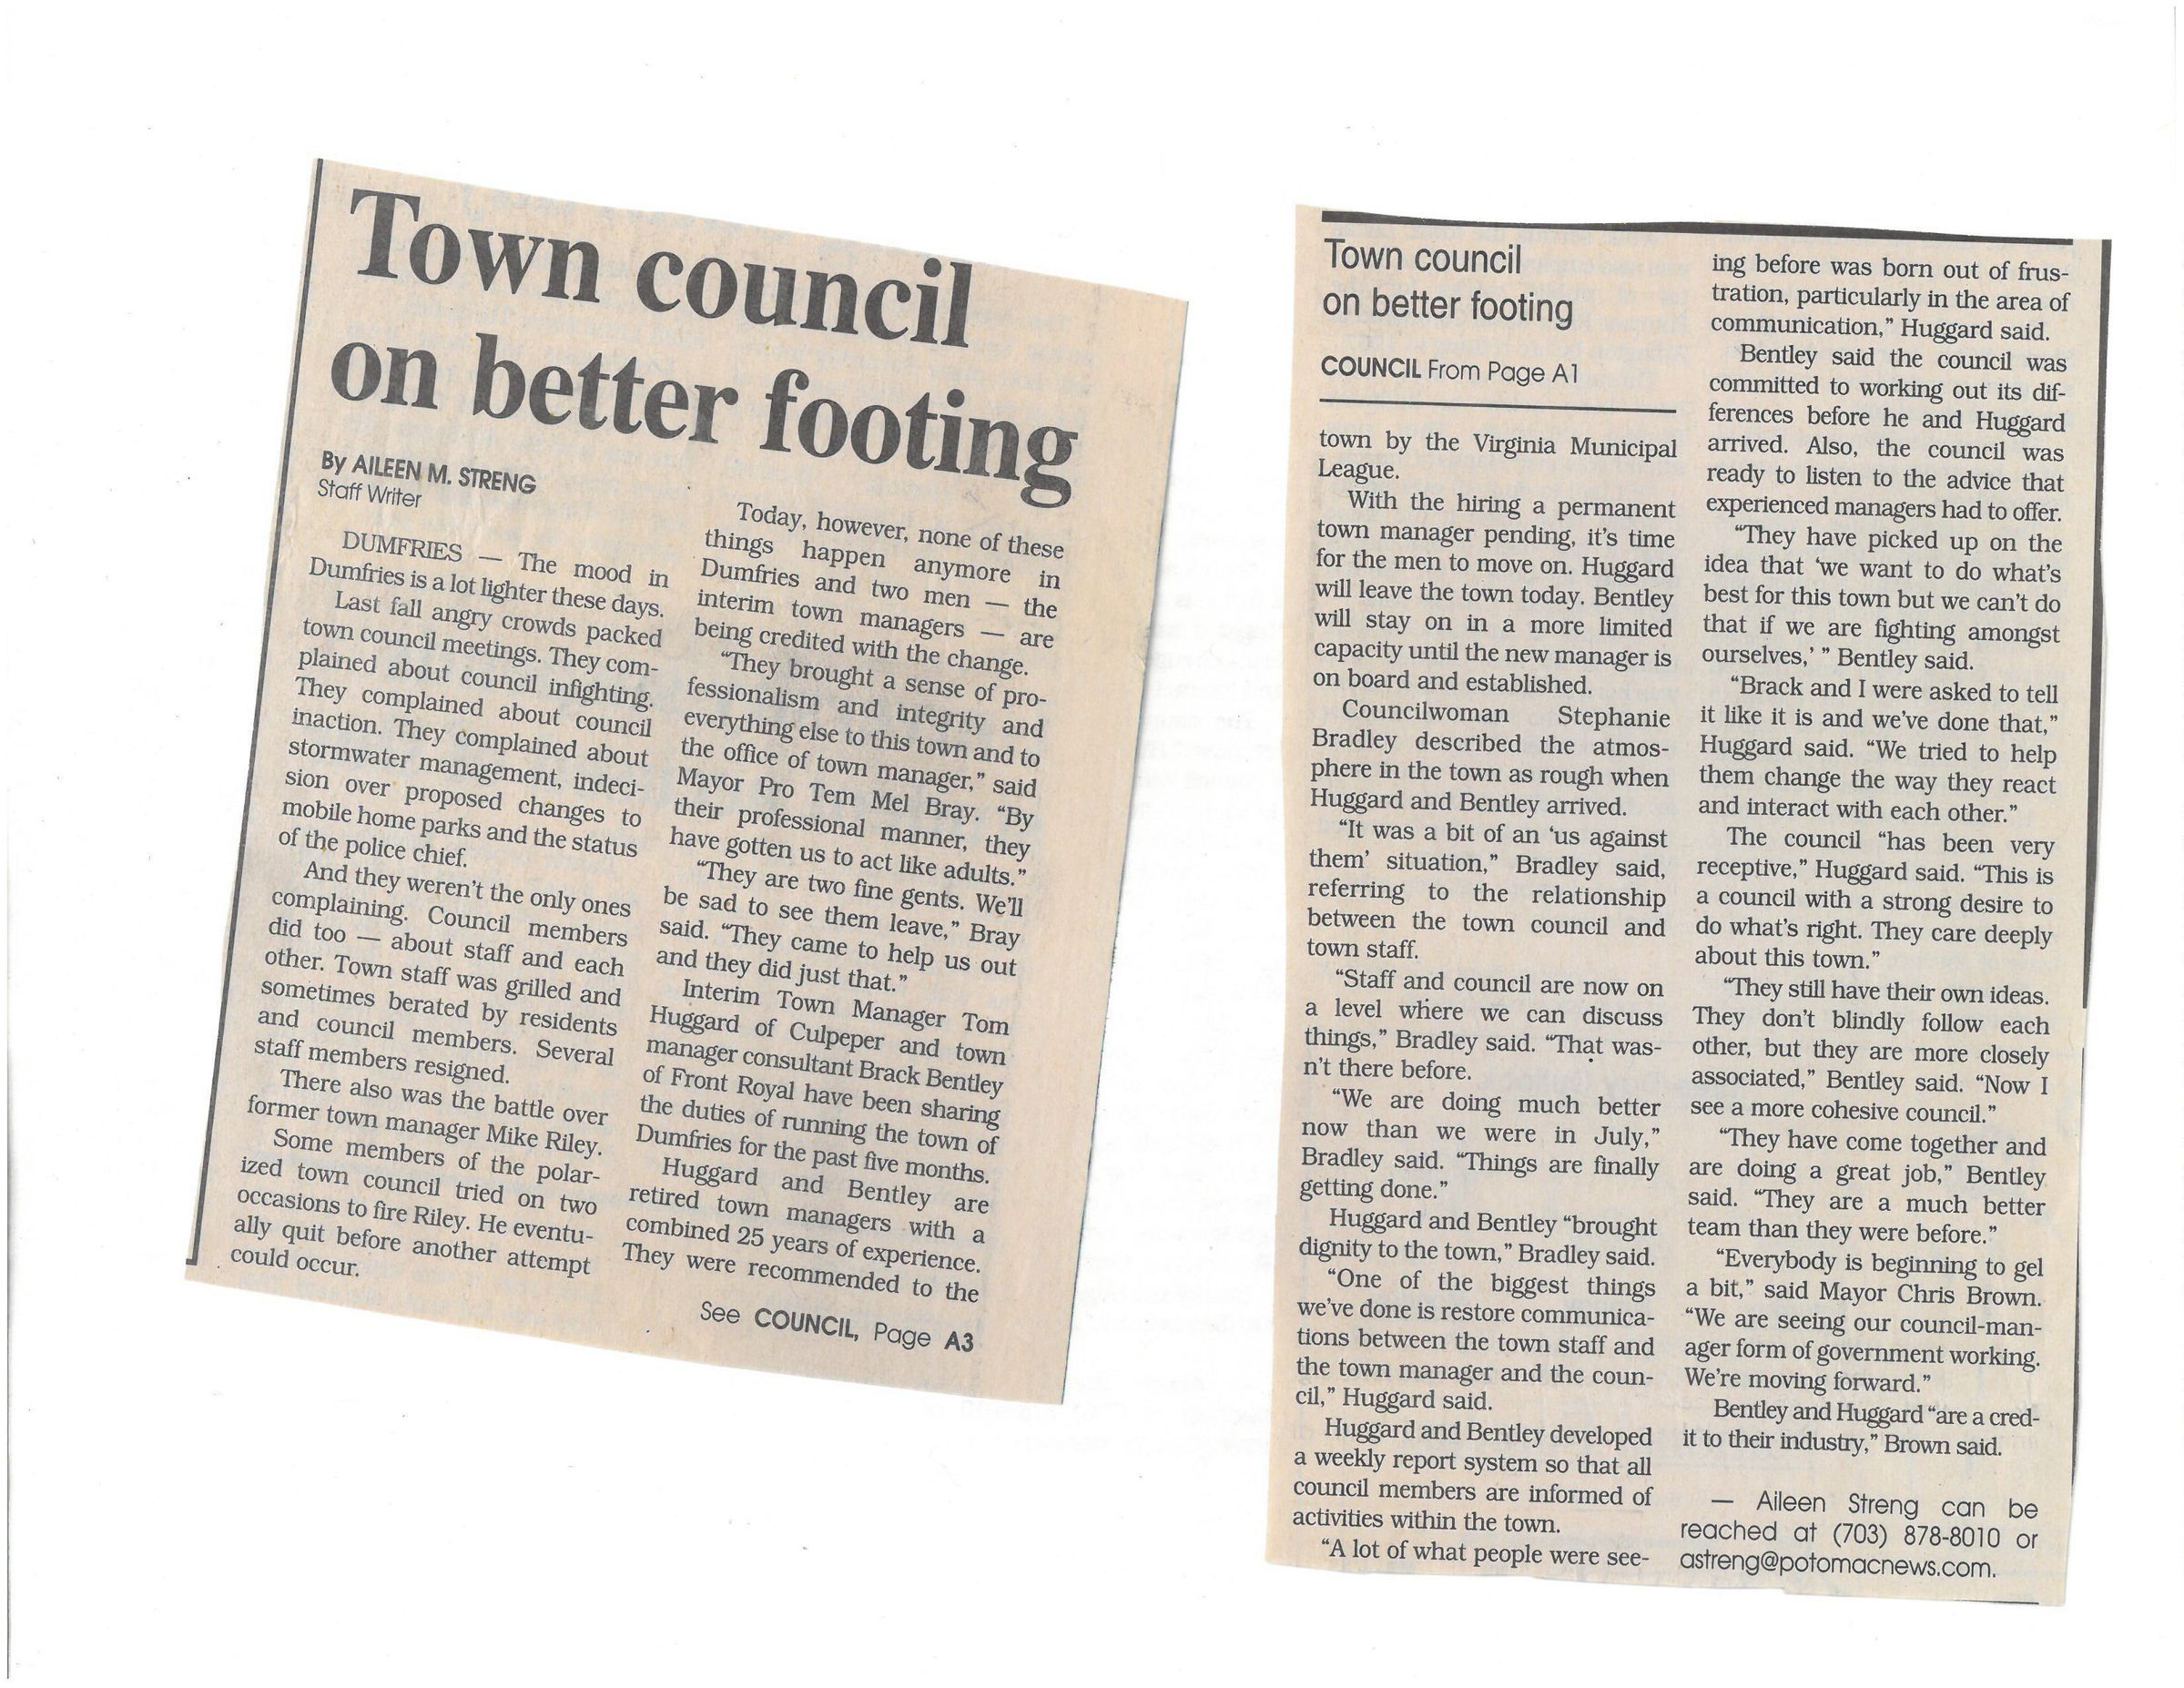 Town council
on better footing
By AILEEN M. STRENG
Staff Writer
DUMFRIES — The mood in
Dumfries is a lot lighter these days.
Last fall angry crowds packed
town council meetings. They com-
plained about council infighting.
They complained about council
inaction. They complained about
stormwater management, indeci-
sion over proposed changes to
mobile home parks and the status
of the police chief.
And they weren't the only ones
complaining. Council members
did too — about staff and each
other. Town staff was grilled and
sometimes berated by residents
and council members. Several
staff members resigned.
There also was the battle over
former town manager Mike Riley.
Some members of the polar-
ized town council tried on two
occasions to fire Riley. He eventu-
ally quit before another attempt
could occur.
Today, however, none of these
things happen anymore in
Dumfries and two men — the
interim town managers — are
being credited with the change.
“They brought a sense of pro-
fessionalism and integrity and
everything else to this town and to
the office of town manager,” said
Mayor Pro Tem Mel Bray. “By
their professional manner, they
have gotten us to act like adults.”
“They are two fine gents. We'll
be sad to see them leave,” Bray
said. “They came to help us out
and they did just that.”
Interim Town Manager Tom
Huggard of Culpeper and town
manager consultant Brack Bentley
of Front Royal have been sharing
the duties of running the town of
Dumfries for the past five months.
Huggard and Bentley are
retired town managers with a
combined 25 years of experience.
They were recommended to the
See COUNCIL, Page A3
Town council
on better footing
COUNCIL From Page A1
town by the Virginia Municipal
League.
With the hiring a permanent
town manager pending, it's time
for the men to move on. Huggard
will leave the town today. Bentley
will stay on in a more limited
capacity until the new manager is
on board and established.
Councilwoman Stephanie
Bradley described the atmos-
phere in the town as rough when
Huggard and Bentley arrived.
“It was a bit of an ‘us against
them’ situation,” Bradley said,
referring to the relationship
between the town council and
town staff.
“Staff and council are now on
a level where we can discuss
things,” Bradley said. “That was-
n't there before.
“We are doing much better
now than we were in July,”
Bradley said. “Things are finally
getting done.”
Huggard and Bentley “brought
dignity to the town,” Bradley said.
“One of the biggest things
we've done is restore communica-
tions between the town staff and
the town manager and the coun-
cil,” Huggard said.
Huggard and Bentley developed
a weekly report system so that all
council members are informed of
activities within the town.
“A lot of what people were see-
ing before was born out of frus-
tration, particularly in the area of
communication,” Huggard said.
Bentley said the council was
committed to working out its dif-
ferences before he and Huggard
arrived. Also, the council was
ready to listen to the advice that
experienced managers had to offer.
“They have picked up on the
idea that ‘we want to do what's
best for this town but we can't do
that if we are fighting amongst
ourselves,’ ” Bentley said.
“Brack and I were asked to tell
it like it is and we've done that,”
Huggard said. “We tried to help
them change the way they react
and interact with each other.”
The council “has been very
receptive,” Huggard said. “This is
a council with a strong desire to
do what's right. They care deeply
about this town.”
“They still have their own ideas.
They don't blindly follow each
other, but they are more closely
associated,” Bentley said. “Now I
see a more cohesive council.”
“They have come together and
are doing a great job,” Bentley
said. “They are a much better
team than they were before.”
“Everybody is beginning to gel
a bit,” said Mayor Chris Brown.
“We are seeing our council-man-
ager form of government working.
We're moving forward.”
Bentley and Huggard “are a cred-
it to their industry,” Brown said.
— Aileen Streng can be
reached at (703) 878-8010 or
astreng@potomacnews.com.